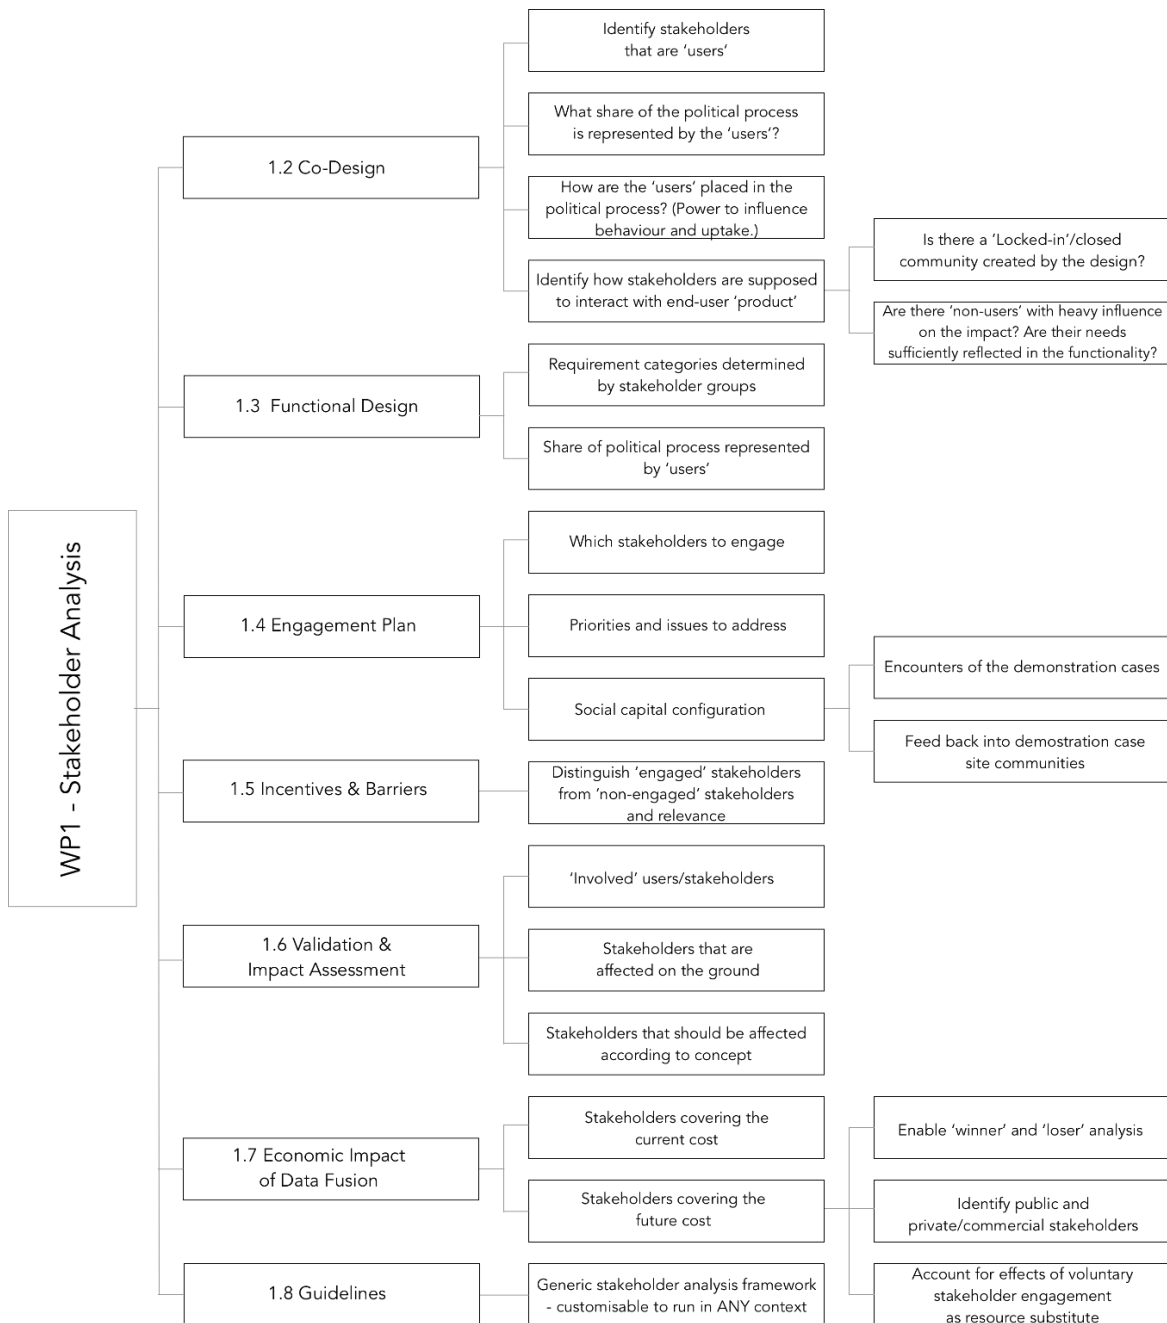 WP1 - Stakeholder Analysis
1.2 Co-Design
Identify stakeholders
that are ‘users’
What share of the political process
is represented by the ‘users’?
How are the ‘users’ placed in the
political process? (Power to influence
behaviour and uptake.)
Identify how stakeholders are supposed
to interact with end-user ‘product’
Is there a ‘Locked-in’/closed
community created by the design?
Are there ‘non-users’ with heavy influence
on the impact? Are their needs
sufficiently reflected in the functionality?
1.3 Functional Design
Requirement categories determined
by stakeholder groups
Share of political process represented
by ‘users’
1.4 Engagement Plan
Which stakeholders to engage
Priorities and issues to address
Social capital configuration
Encounters of the demonstration cases
Feed back into demostration case
site communities
1.5 Incentives & Barriers
Distinguish ‘engaged’ stakeholders
from ‘non-engaged’ stakeholders
and relevance
1.6 Validation &
Impact Assessment
‘Involved’ users/stakeholders
Stakeholders that are
affected on the ground
Stakeholders that should be affected
according to concept
1.7 Economic Impact
of Data Fusion
Stakeholders covering the
current cost
Stakeholders covering the
future cost
Enable ‘winner’ and ‘loser’ analysis
Identify public and
private/commercial stakeholders
Account for effects of voluntary
stakeholder engagement
as resource substitute
1.8 Guidelines
Generic stakeholder analysis framework
- customisable to run in ANY context